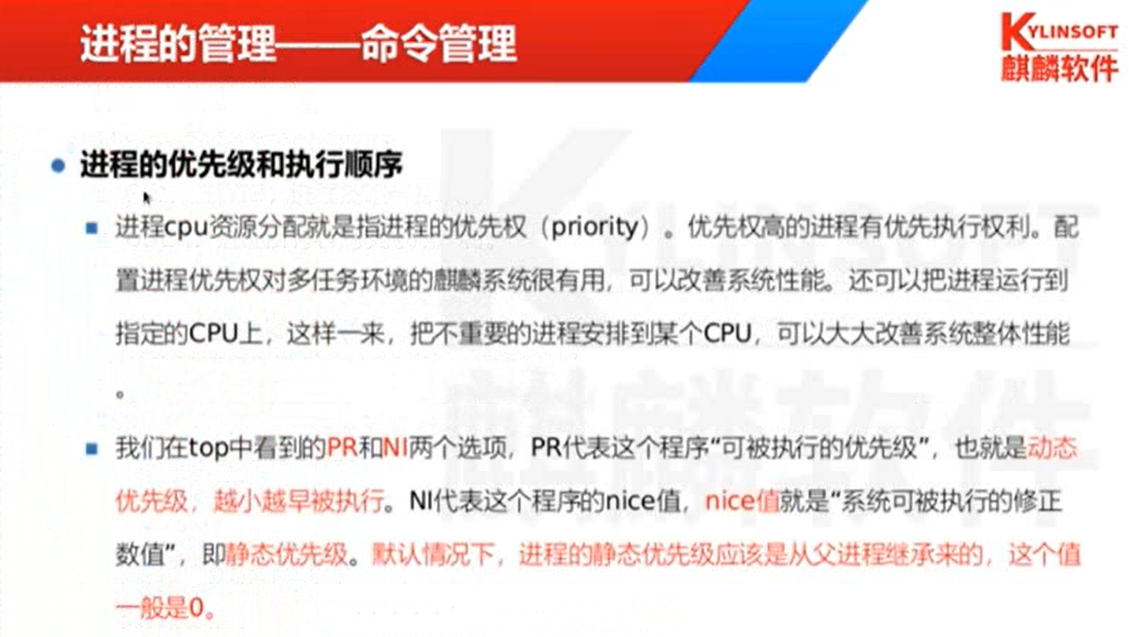 进程的管理——命令管理
KYLINSOFT
麒麟软件
进程的优先级和执行顺序
进程cpu资源分配就是指进程的优先权（priority）。优先权高的进程有优先执行权利。配
置进程优先权对多任务环境的麒麟系统很有用，可以改善系统性能。还可以把进程运行到
指定的CPU上，这样一来，把不重要的进程安排到某个CPU，可以大大改善系统整体性能
。
我们在top中看到的PR和NI两个选项，PR代表这个程序“可被执行的优先级”，也就是动态
优先级，越小越早被执行。NI代表这个程序的nice值，nice值就是“系统可被执行的修正
数值”，即静态优先级。默认情况下，进程的静态优先级应该是从父进程继承来的，这个值
一般是0。
KYLINSOFT
麒麟软件